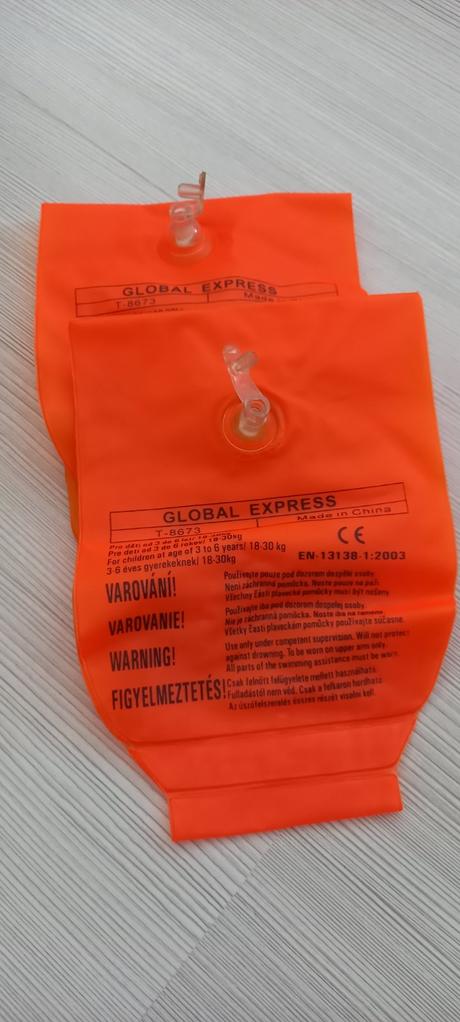 GLOBAL EXPRESS
T-8673
Made in
GLOBAL EXPRESS
T-8673
Made in China
Pro děti od 3 do 6 let/ 18-30kg
Pre deti od 3 do 6 rokov/ 18-30kg
For children at age of 3 to 6 years/ 18-30 kg
3-6 éves gyerekeknek/ 18-30kg
CE
EN-13138-1:2003
VAROVÁNÍ!
Používejte pouze pod dozorem dospělé osoby.
Není záchranná pomůcka. Noste pouze na paži.
Všechny části plavecké pomůcky musí být nošeny
VAROVANIE!
Používajte iba pod dozorom dospelej osoby.
Nie je záchranná pomôcka. Noste iba na ramene.
Všetky časti plaveckém pomůcky používajte súčasne.
WARNING!
Use only under competent supervision. Will not protect
against drowning. To be worn on upper arm only.
All parts of the swimming assistance must be worn.
FIGYELMEZTETÉS!
Csak felnőtt felügyelete mellett használható.
Fulladástól nem véd. Csak a felkaron hordható
Az úszófelszerelés összes részét viselni kell.